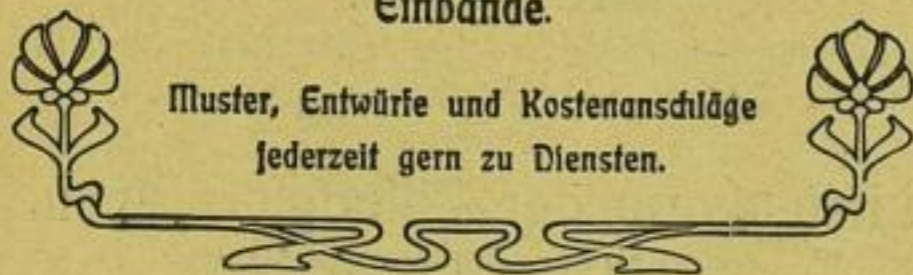 Einbände.
Muster, Entwürfe und Kostenanschläge
jederzeit gern zu Diensten.